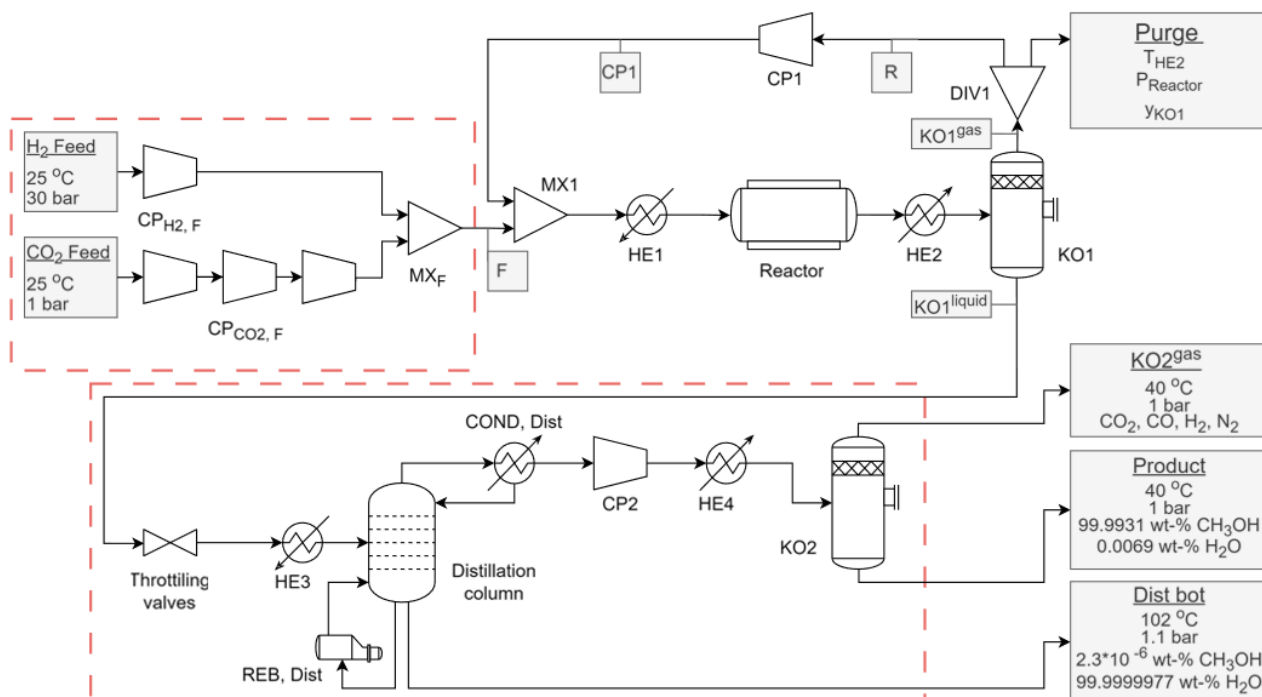 Purge
T_HE2
P_Reactor
y_KO1
CP1
CP1
R
DIV1
KO1^gas
H₂ Feed
25 °C
30 bar
CP_H2, F
MX1
CO₂ Feed
25 °C
1 bar
CP_CO2, F
MX_F
F
HE1
Reactor
HE2
KO1
KO1^liquid
KO2^gas
40 °C
1 bar
CO₂, CO, H₂, N₂
COND, Dist
CP2
HE4
KO2
Product
40 °C
1 bar
99.9931 wt-% CH₃OH
0.0069 wt-% H₂O
Throttiling
valves
HE3
Distillation
column
REB, Dist
Dist bot
102 °C
1.1 bar
2.3*10 ⁻⁶ wt-% CH₃OH
99.9999977 wt-% H₂O